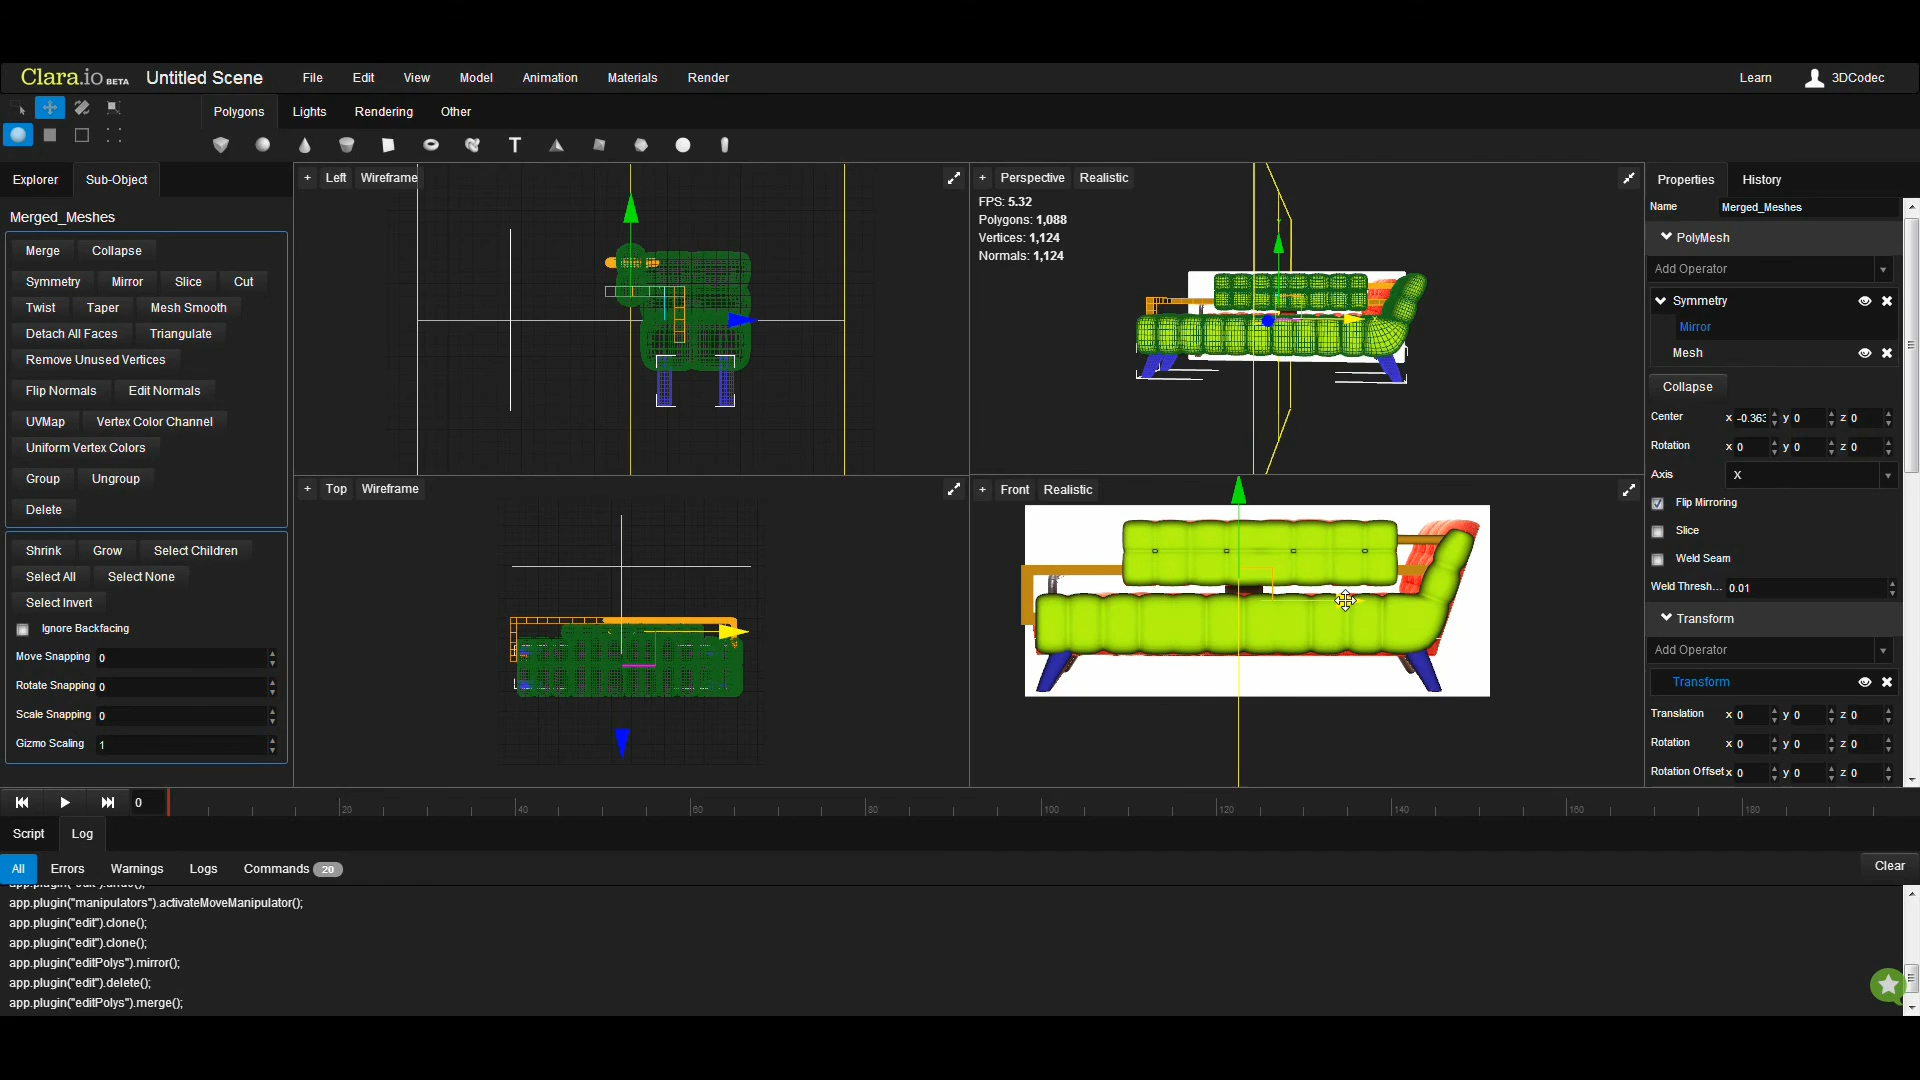 Clara.io BETA Untitled Scene File Edit View Model Animation Materials Render Learn 3DCodec
Polygons Lights Rendering Other
Explorer Sub-Object
Merged_Meshes
Merge Collapse
Symmetry Mirror Slice Cut
Twist Taper Mesh Smooth
Detach All Faces Triangulate
Remove Unused Vertices
Flip Normals Edit Normals
UVMap Vertex Color Channel
Uniform Vertex Colors
Group Ungroup
Delete
Shrink Grow Select Children
Select All Select None
Select Invert
Ignore Backfacing
Move Snapping 0
Rotate Snapping 0
Scale Snapping 0
Gizmo Scaling 1
+ Left Wireframe
+ Perspective Realistic
FPS: 5.32
Polygons: 1,088
Vertices: 1,124
Normals: 1,124
+ Top Wireframe
+ Front Realistic
Properties History
Name Merged_Meshes
PolyMesh
Add Operator
Symmetry
Mirror
Mesh
Collapse
Center x -0.363 y 0 z 0
Rotation x 0 y 0 z 0
Axis X
Flip Mirroring
Slice
Weld Seam
Weld Thresh... 0.01
Transform
Add Operator
Transform
Translation x 0 y 0 z 0
Rotation x 0 y 0 z 0
Rotation Offset x 0 y 0 z 0
0 20 40 60 80 100 120 140 160 180
Script Log
All Errors Warnings Logs Commands 20 Clear
app.plugin("manipulators").activateMoveManipulator();
app.plugin("edit").clone();
app.plugin("edit").clone();
app.plugin("editPolys").mirror();
app.plugin("edit").delete();
app.plugin("editPolys").merge();